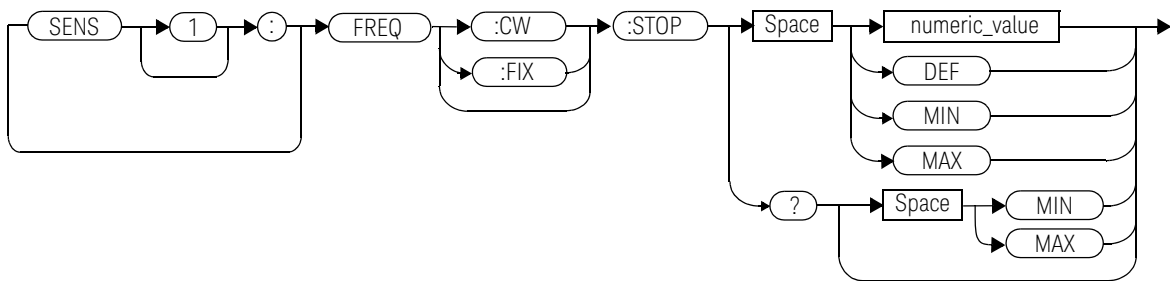 SENS 1 : FREQ :CW :STOP Space numeric_value
:FIX DEF
MIN
MAX
? Space MIN
MAX